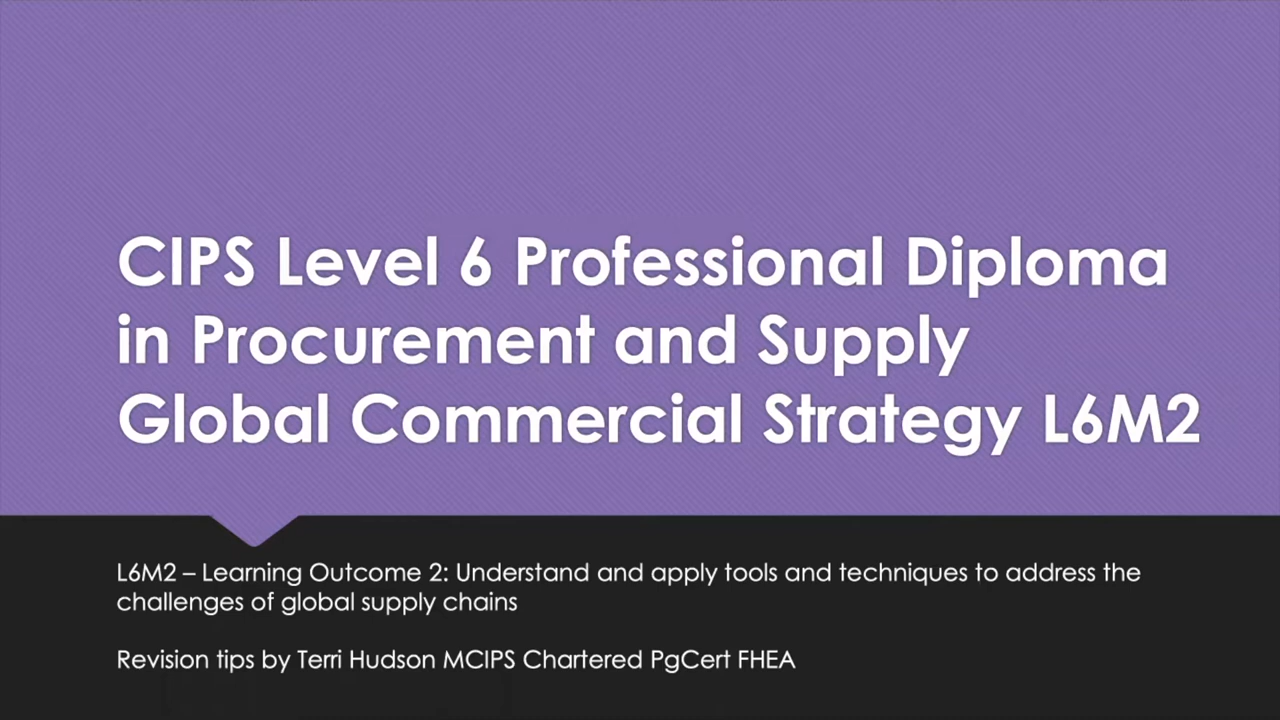 CIPS Level 6 Professional Diploma
in Procurement and Supply
Global Commercial Strategy L6M2
L6M2 – Learning Outcome 2: Understand and apply tools and techniques to address the
challenges of global supply chains
Revision tips by Terri Hudson MCIPS Chartered PgCert FHEA